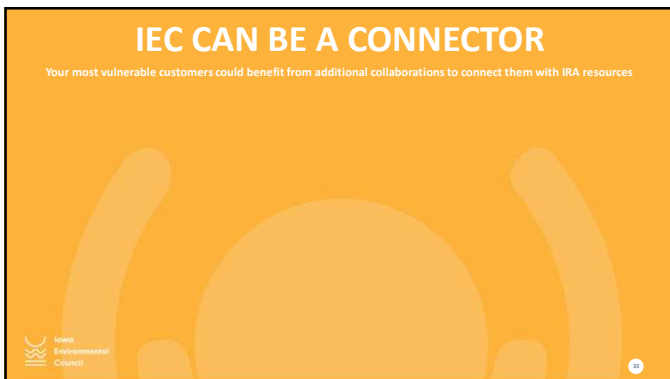 IEC CAN BE A CONNECTOR
Your most vulnerable customers could benefit from additional collaborations to connect them with IRA resources
Iowa
Environmental
Council
33